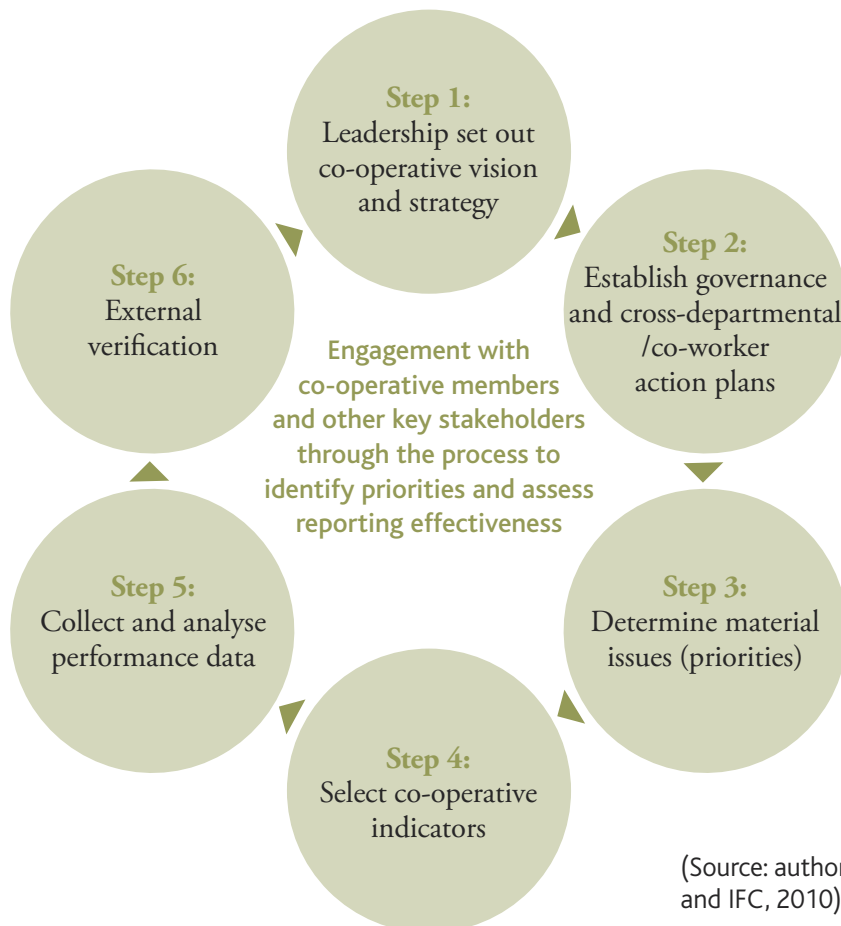 Step 1:
Leadership set out
co-operative vision
and strategy
Step 2:
Establish governance
and cross-departmental
/co-worker
action plans
Step 3:
Determine material
issues (priorities)
Step 4:
Select co-operative
indicators
Step 5:
Collect and analyse
performance data
Step 6:
External
verification
Engagement with
co-operative members
and other key stakeholders
through the process to
identify priorities and assess
reporting effectiveness
(Source: author
and IFC, 2010)